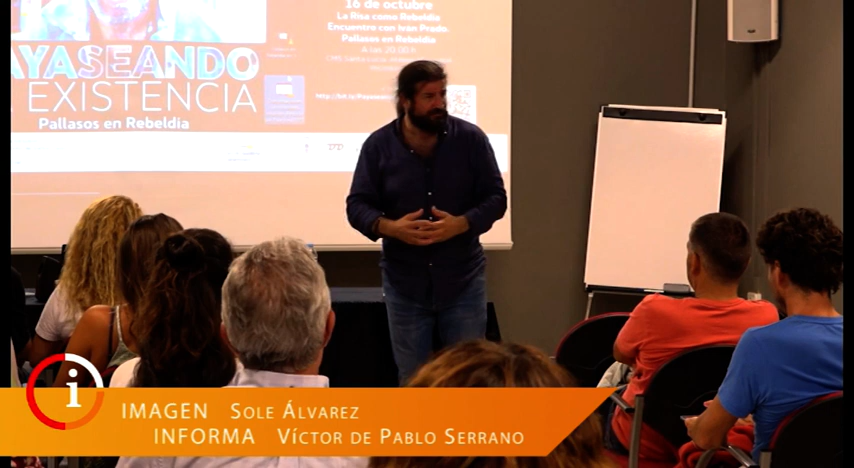 16 de octubre
La Risa como Rebeldía
Encuentro con Iván Prado.
Pallasos en Rebeldía
A las 20:00 h
AYASEANDO
EXISTENCIA
Pallasos en Rebeldía
i
IMAGEN Sole Álvarez
INFORMA Víctor de Pablo Serrano